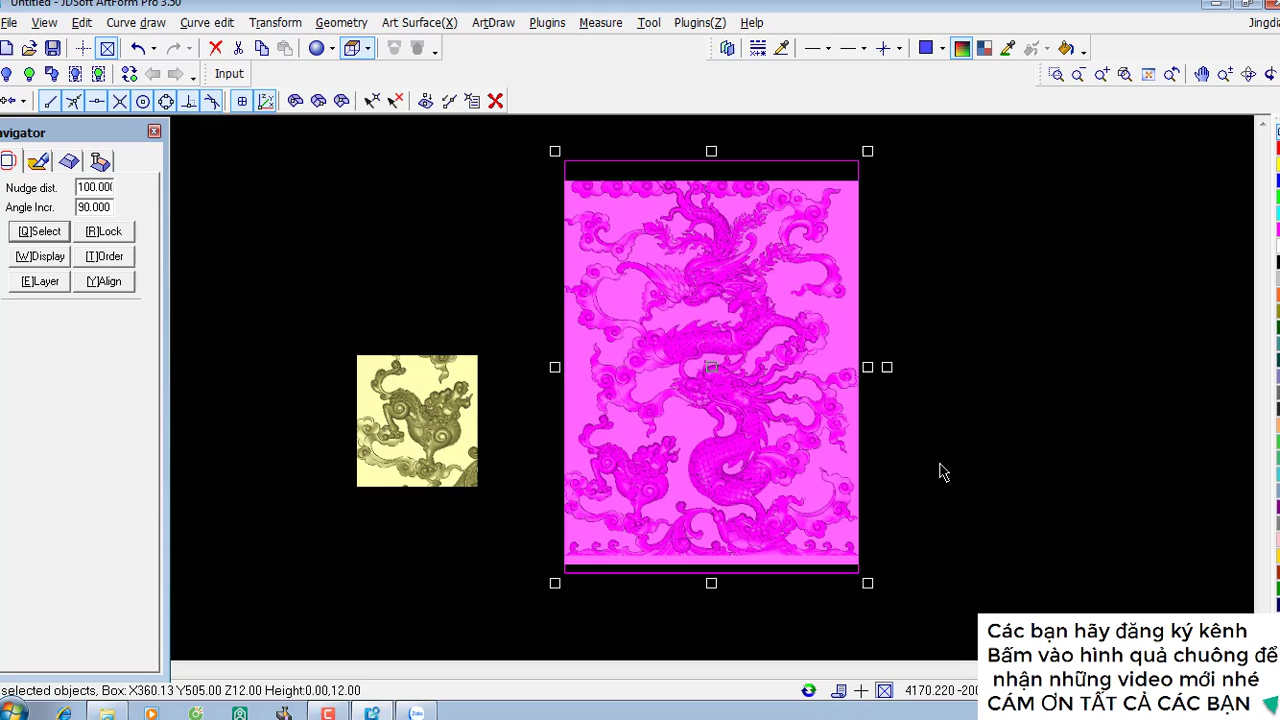 Untitled - JDSoft ArtForm Pro 3.50
File View Edit Curve draw Curve edit Transform Geometry Art Surface(X) ArtDraw Plugins Measure Tool Plugins(Z) Help
Input
Nudge dist. 100.000
Angle Incr. 90.000
[Q]Select [R]Lock
[W]Display [T]Order
[E]Layer [Y]Align
Các bạn hãy đăng ký kênh
Bấm vào hình quả chuông để
nhận những video mới nhé
CÁM ƠN TẤT CẢ CÁC BẠN
selected objects, Box: X360.13 Y505.00 Z12.00 Height:0.00,12.00
Zalo